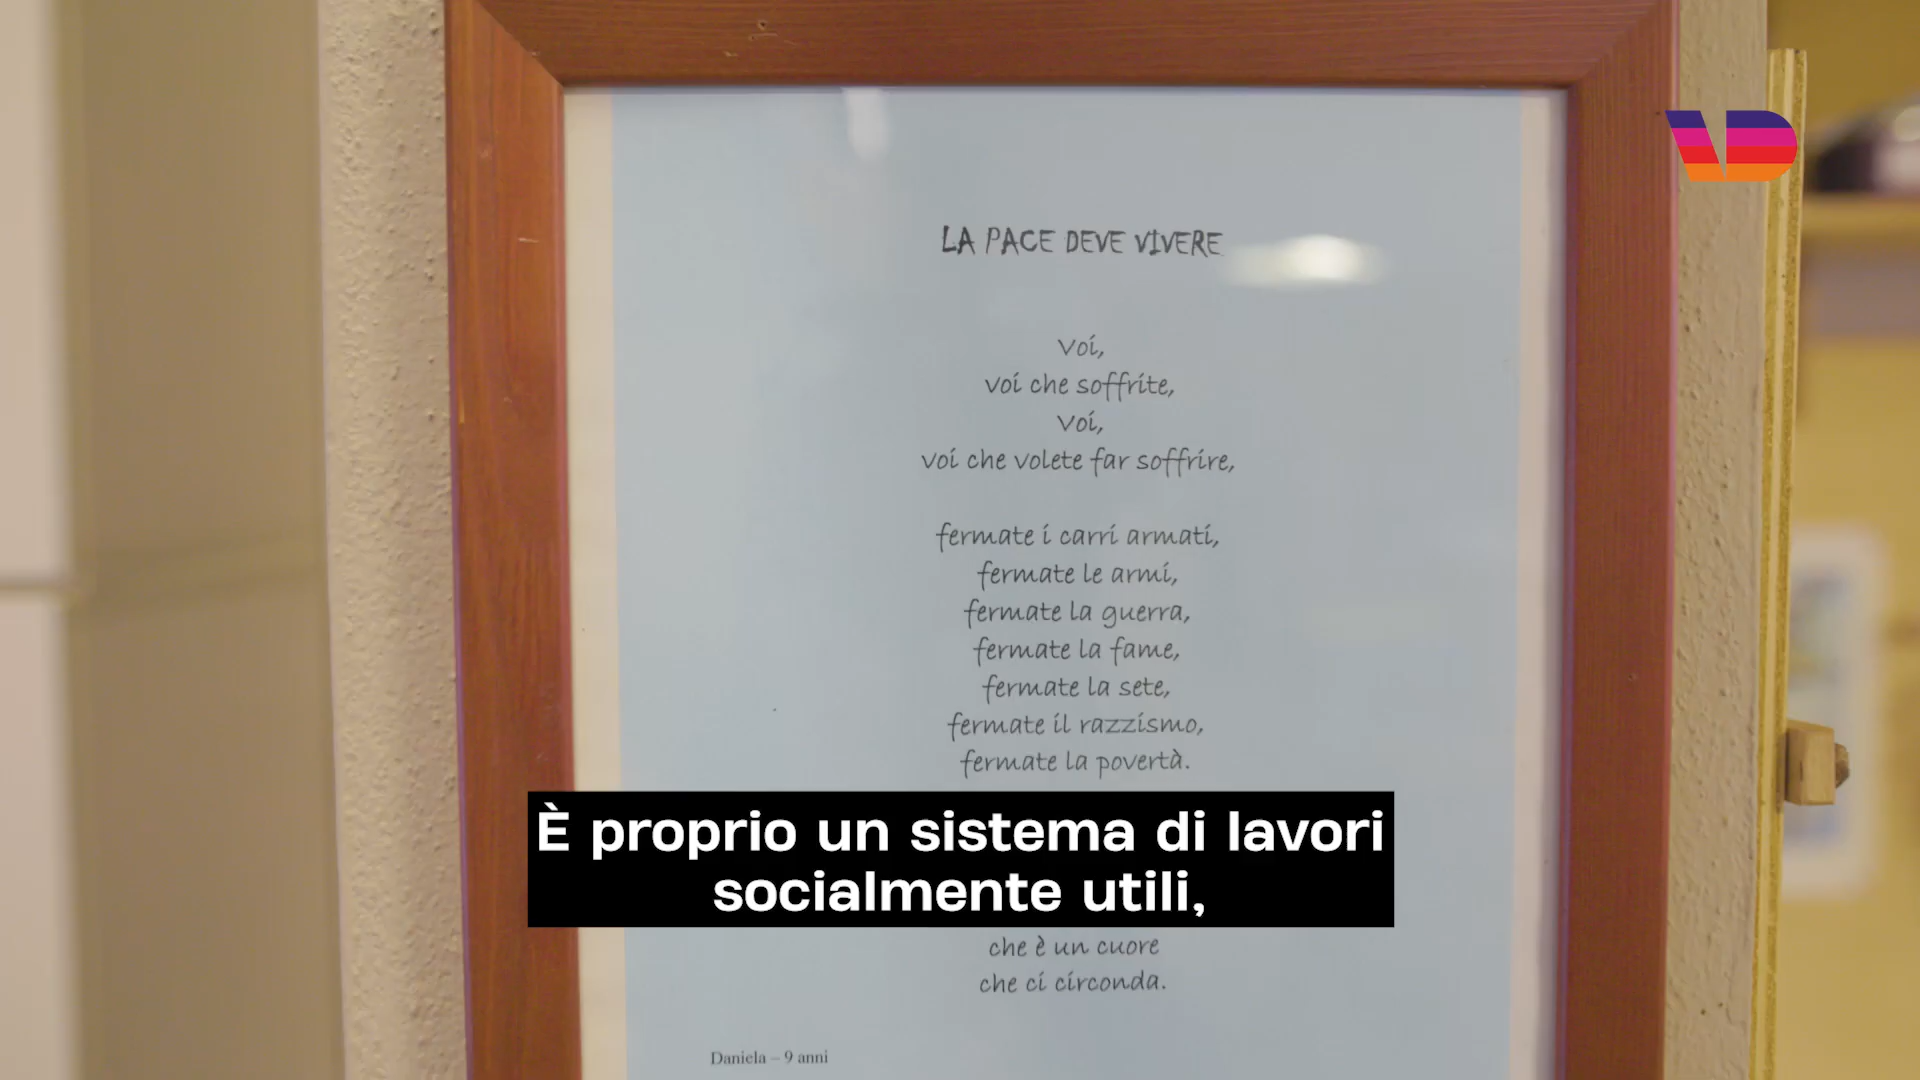 VD
LA PACE DEVE VIVERE
Voi,
voi che soffrite,
Voi,
voi che volete far soffrire,
fermate i carri armati,
fermate le armi,
fermate la guerra,
fermate la fame,
fermate la sete,
fermate il razzismo,
fermate la povertà.
È proprio un sistema di lavori
socialmente utili,
che è un cuore
che ci circonda.
Daniela – 9 anni